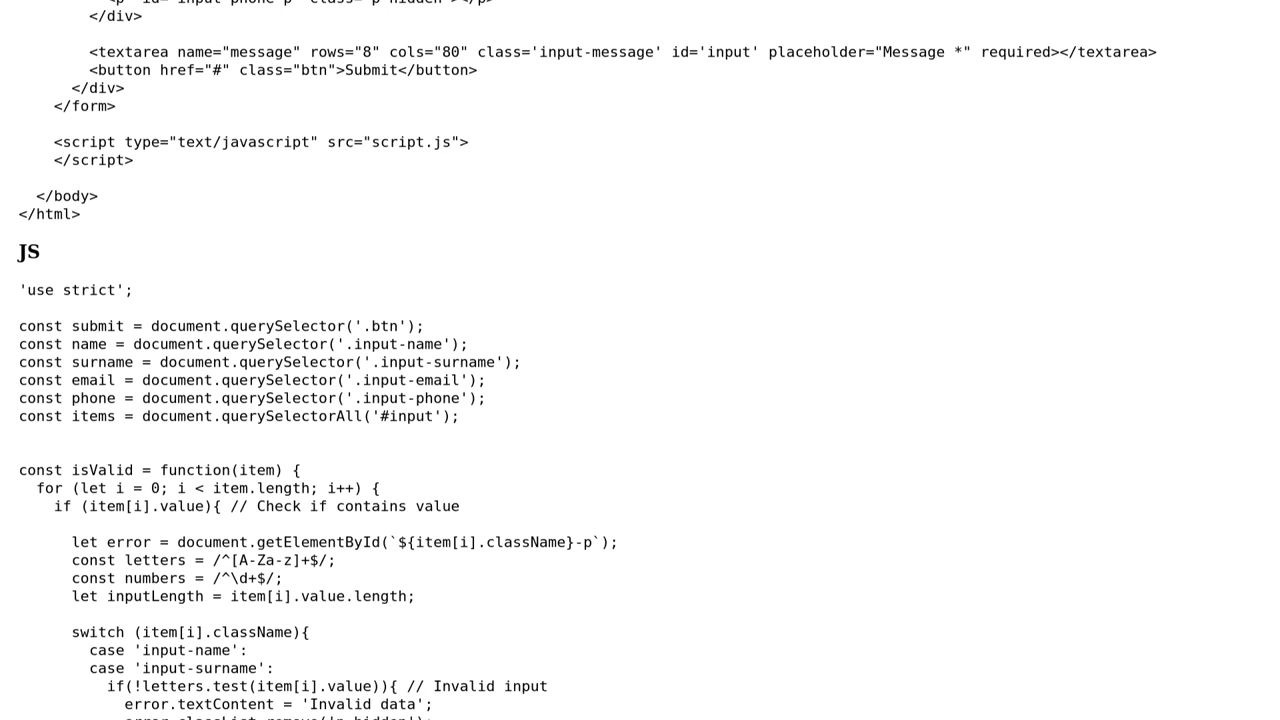 </div>
<textarea name="message" rows="8" cols="80" class='input-message' id='input' placeholder="Message *" required></textarea>
<button href="#" class="btn">Submit</button>
</div>
</form>
<script type="text/javascript" src="script.js">
</script>
</body>
</html>
JS
'use strict';
const submit = document.querySelector('.btn');
const name = document.querySelector('.input-name');
const surname = document.querySelector('.input-surname');
const email = document.querySelector('.input-email');
const phone = document.querySelector('.input-phone');
const items = document.querySelectorAll('#input');
const isValid = function(item) {
for (let i = 0; i < item.length; i++) {
if (item[i].value){ // Check if contains value
let error = document.getElementById(`${item[i].className}-p`);
const letters = /^[A-Za-z]+$/;
const numbers = /^\d+$/;
let inputLength = item[i].value.length;
switch (item[i].className){
case 'input-name':
case 'input-surname':
if(!letters.test(item[i].value)){ // Invalid input
error.textContent = 'Invalid data';